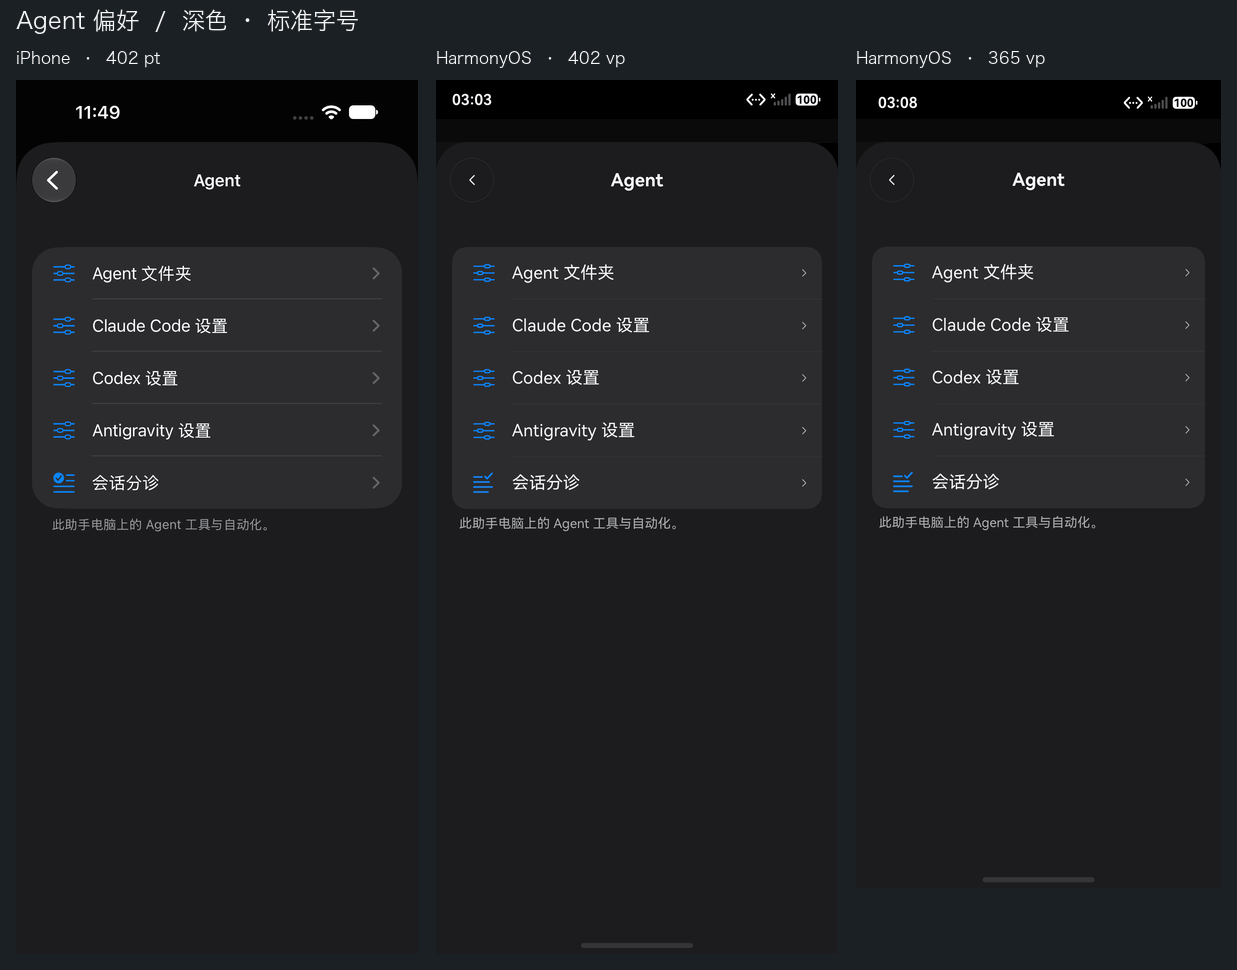 Agent 偏好 / 深色 · 标准字号
iPhone · 402 pt
11:49
Agent
Agent 文件夹
Claude Code 设置
Codex 设置
Antigravity 设置
会话分诊
此助手电脑上的 Agent 工具与自动化。
HarmonyOS · 402 vp
03:03
100
Agent
Agent 文件夹
Claude Code 设置
Codex 设置
Antigravity 设置
会话分诊
此助手电脑上的 Agent 工具与自动化。
HarmonyOS · 365 vp
03:08
100
Agent
Agent 文件夹
Claude Code 设置
Codex 设置
Antigravity 设置
会话分诊
此助手电脑上的 Agent 工具与自动化。